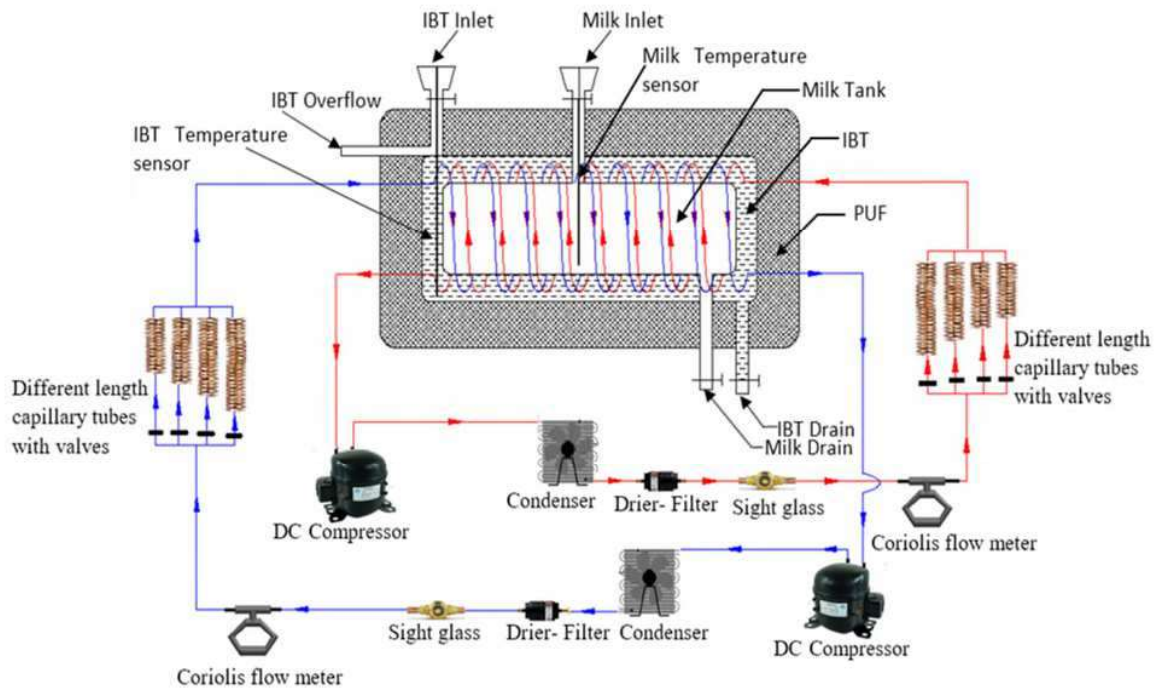 IBT Inlet
Milk Inlet
Milk Temperature
sensor
Milk Tank
IBT Overflow
IBT Temperature
sensor
IBT
PUF
Different length
capillary tubes
with valves
Different length
capillary tubes
with valves
IBT Drain
Milk Drain
Condenser
Drier- Filter
Sight glass
DC Compressor
Coriolis flow meter
Sight glass
Drier- Filter
Condenser
DC Compressor
Coriolis flow meter